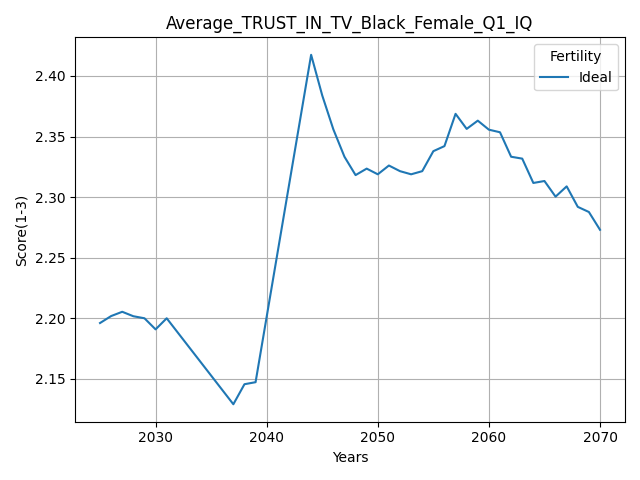 Average_TRUST_IN_TV_Black_Female_Q1_IQ
Fertility
Ideal
Score(1-3)
2.40
2.35
2.30
2.25
2.20
2.15
2030
2040
2050
2060
2070
Years